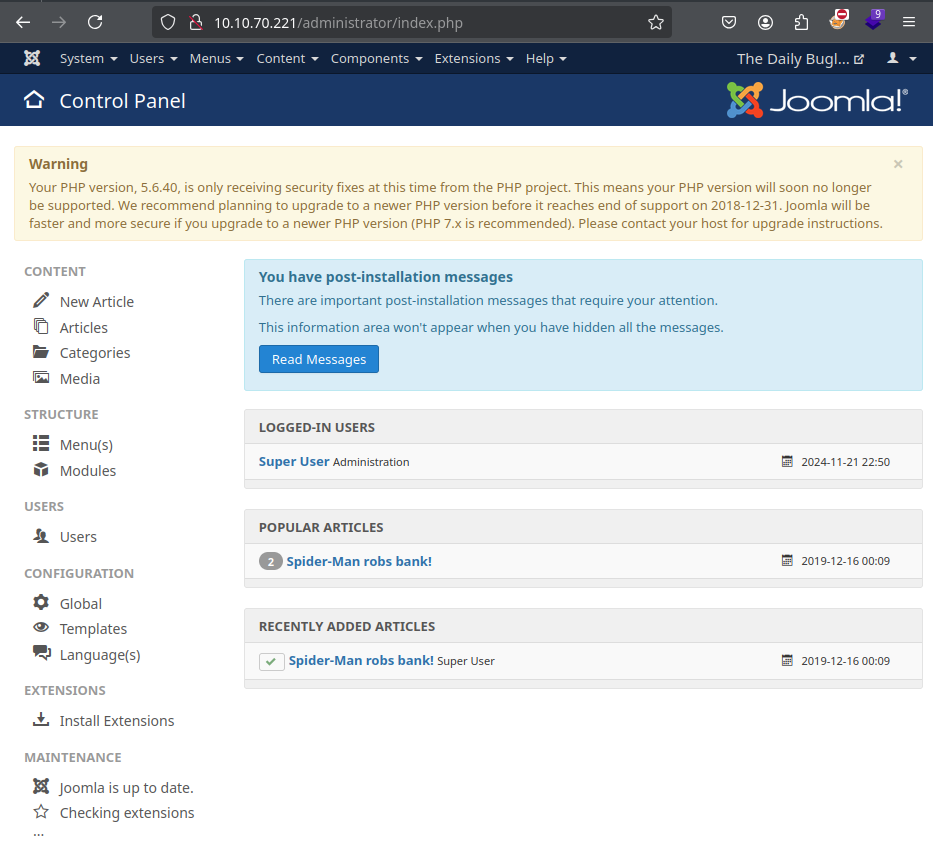 10.10.70.221/administrator/index.php
9
System Users Menus Content Components Extensions Help The Daily Bugl...
Control Panel
Joomla!®
Warning
×
Your PHP version, 5.6.40, is only receiving security fixes at this time from the PHP project. This means your PHP version will soon no longer
be supported. We recommend planning to upgrade to a newer PHP version before it reaches end of support on 2018-12-31. Joomla will be
faster and more secure if you upgrade to a newer PHP version (PHP 7.x is recommended). Please contact your host for upgrade instructions.
CONTENT
New Article
Articles
Categories
Media
STRUCTURE
Menu(s)
Modules
USERS
Users
CONFIGURATION
Global
Templates
Language(s)
EXTENSIONS
Install Extensions
MAINTENANCE
Joomla is up to date.
Checking extensions
...
You have post-installation messages
There are important post-installation messages that require your attention.
This information area won't appear when you have hidden all the messages.
Read Messages
LOGGED-IN USERS
Super User Administration 2024-11-21 22:50
POPULAR ARTICLES
2 Spider-Man robs bank! 2019-12-16 00:09
RECENTLY ADDED ARTICLES
Spider-Man robs bank! Super User 2019-12-16 00:09